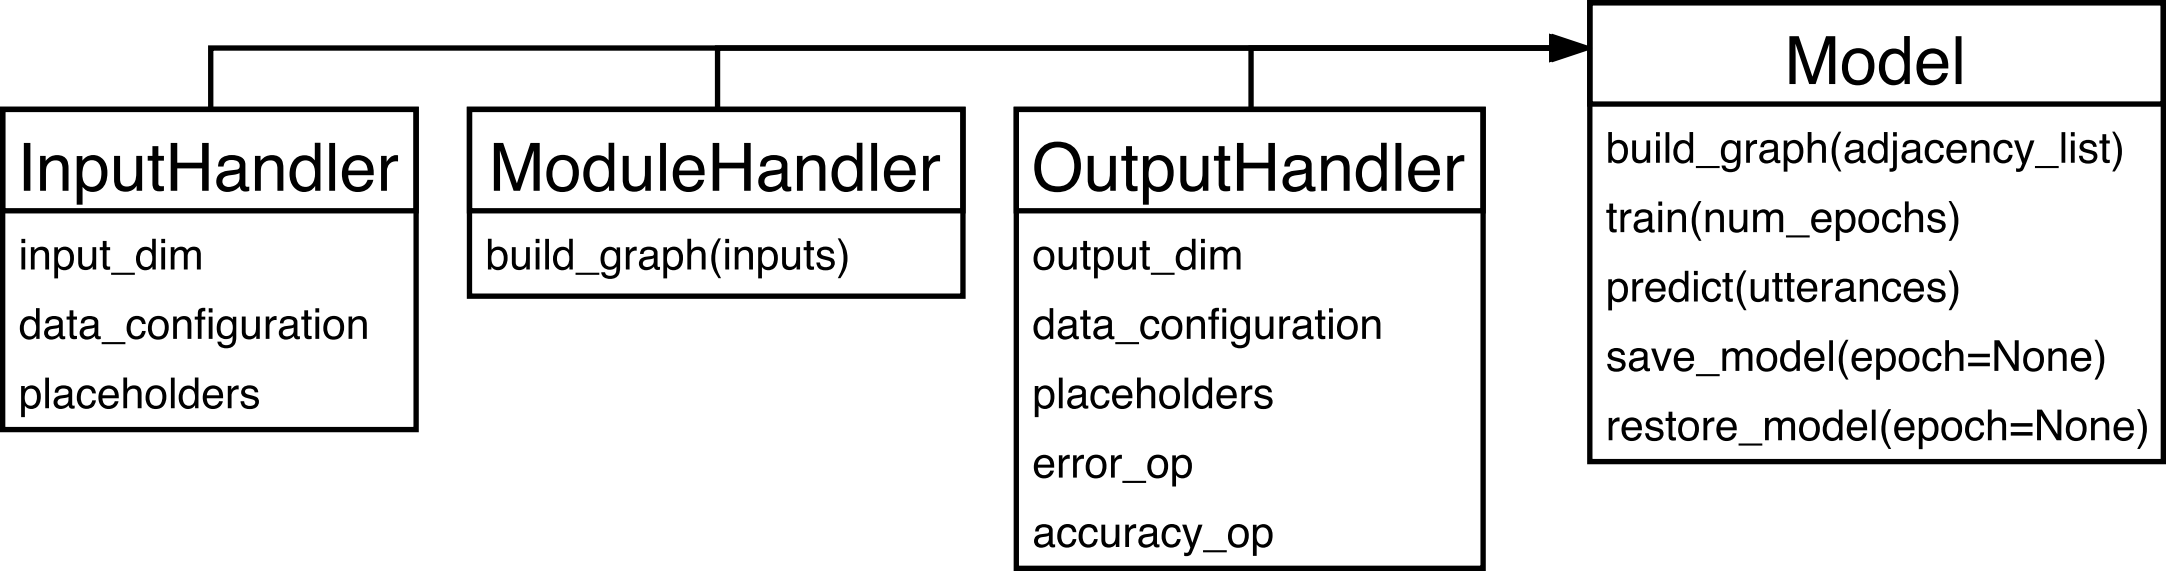 InputHandler
input_dim
data_configuration
placeholders
ModuleHandler
build_graph(inputs)
OutputHandler
output_dim
data_configuration
placeholders
error_op
accuracy_op
Model
build_graph(adjacency_list)
train(num_epochs)
predict(utterances)
save_model(epoch=None)
restore_model(epoch=None)